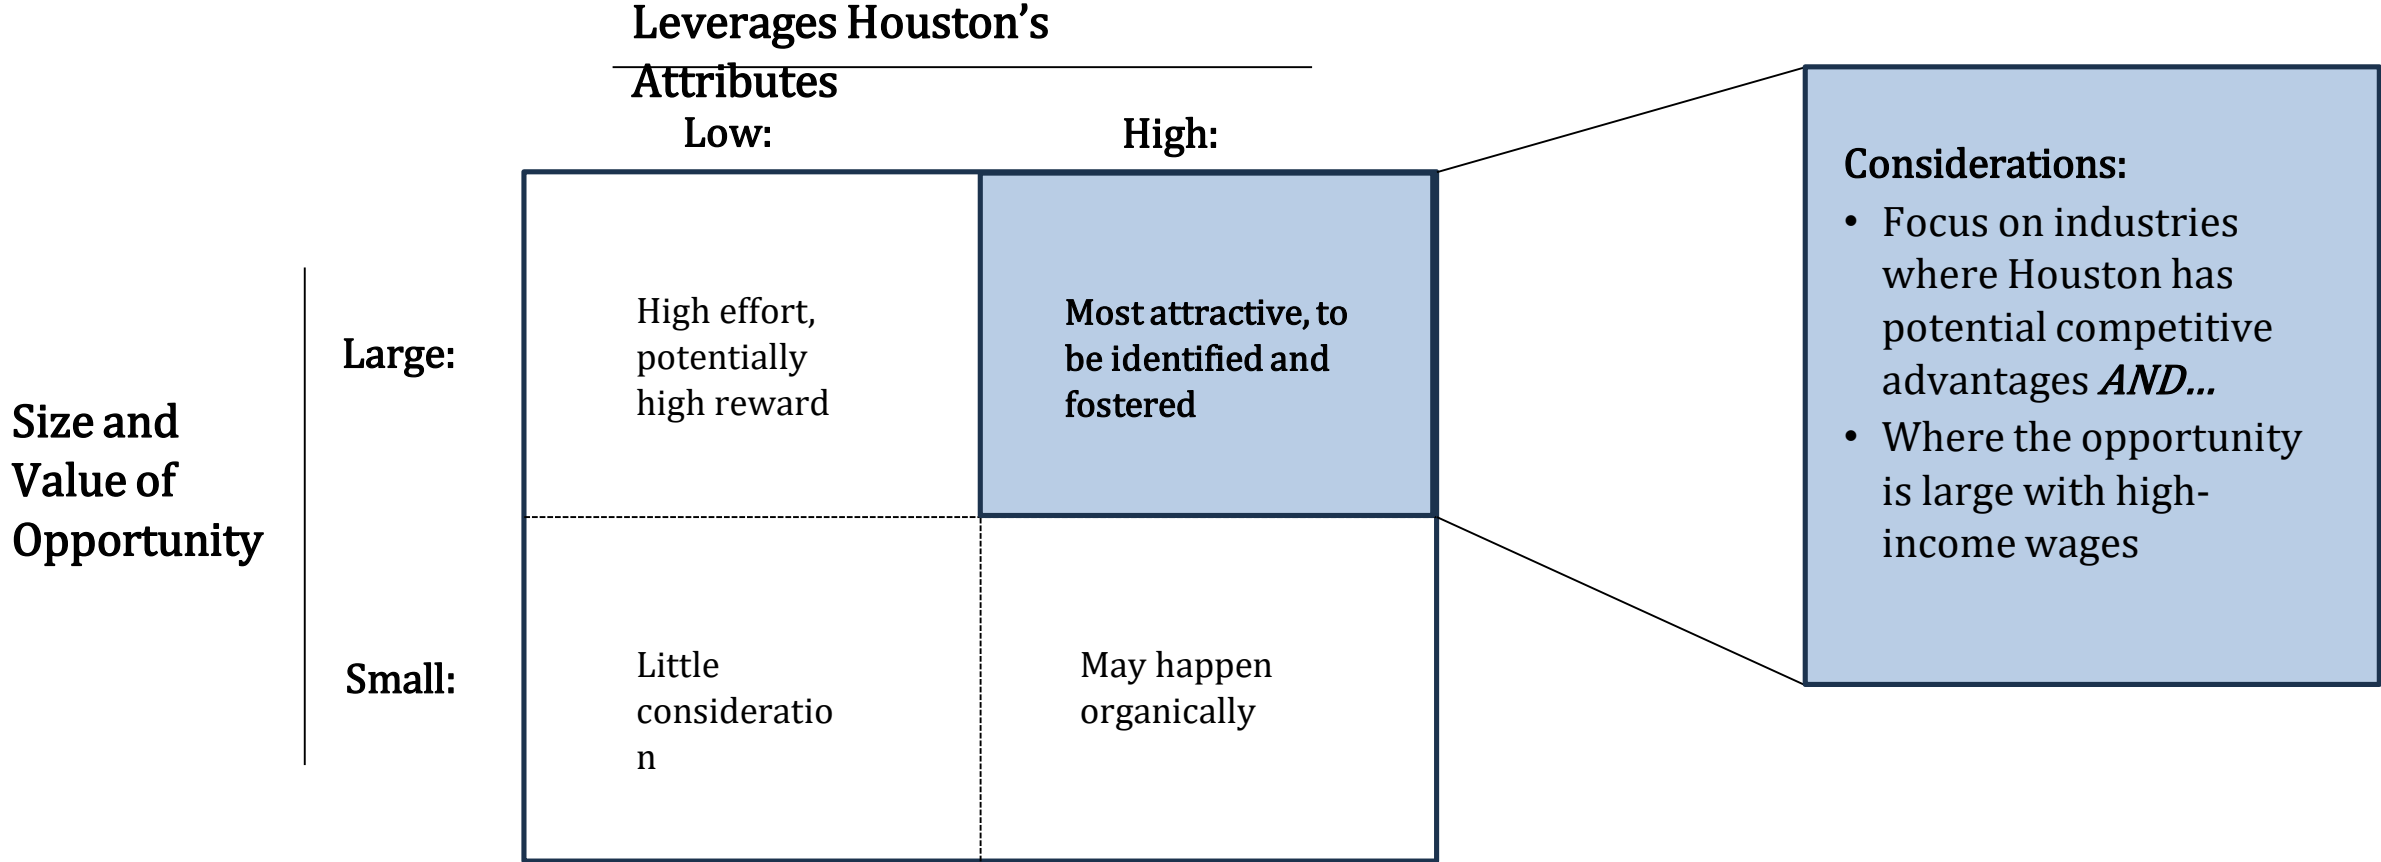 Leverages Houston’s
Attributes
Low:
High:
Size and
Value of
Opportunity
Large:
High effort,
potentially
high reward
Most attractive, to
be identified and
fostered
Small:
Little
consideratio
n
May happen
organically
Considerations:
• Focus on industries
where Houston has
potential competitive
advantages AND...
• Where the opportunity
is large with high-
income wages